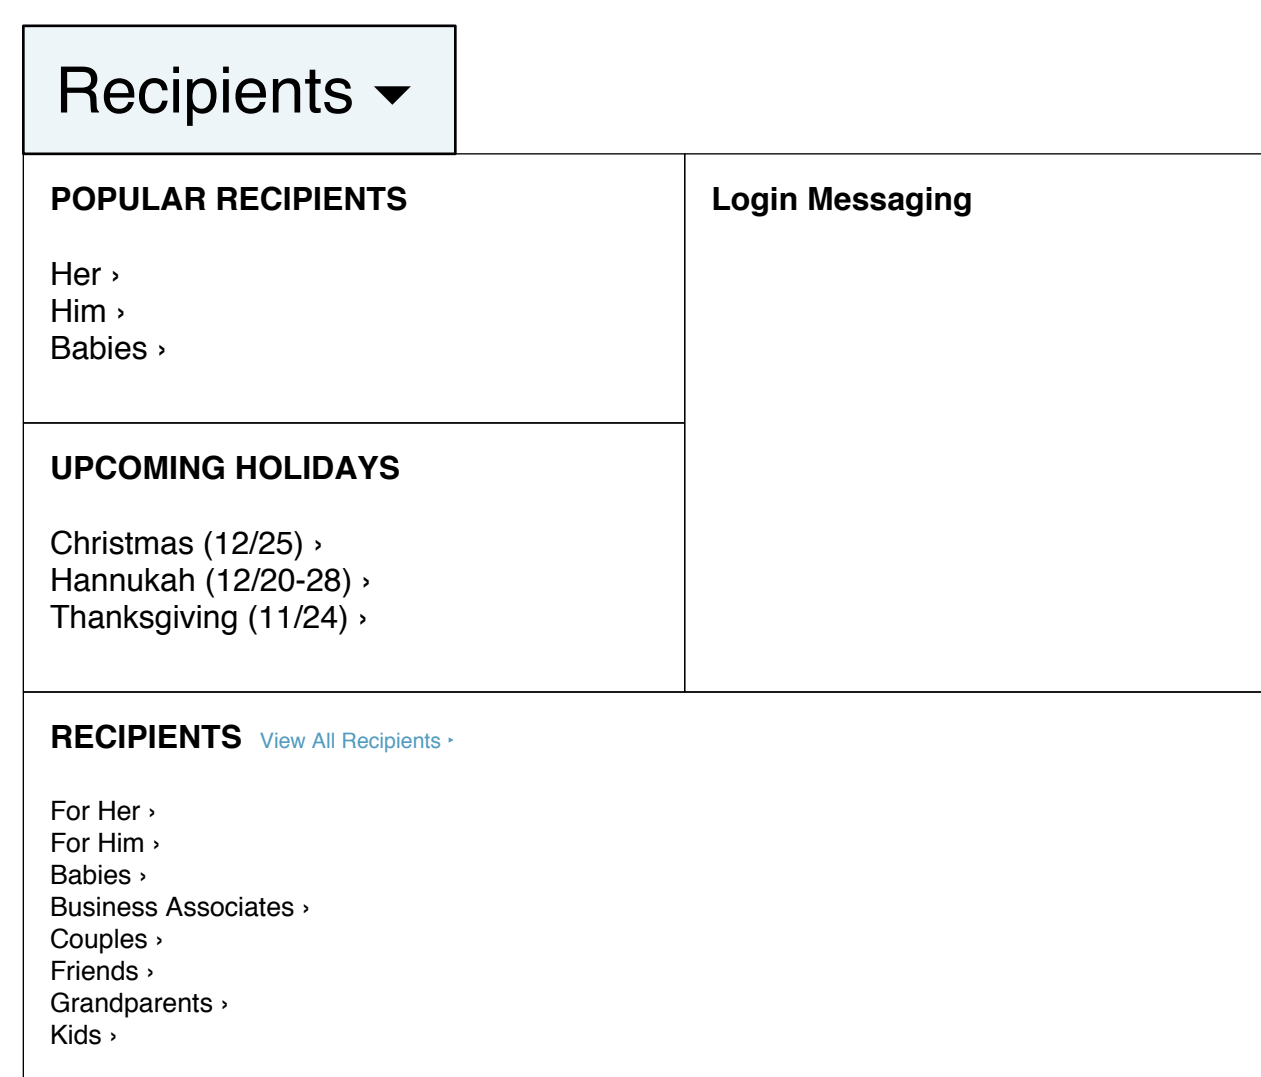 Recipients
POPULAR RECIPIENTS
Her ›
Him ›
Babies ›
Login Messaging
UPCOMING HOLIDAYS
Christmas (12/25) ›
Hannukah (12/20-28) ›
Thanksgiving (11/24) ›
RECIPIENTS View All Recipients ‣
For Her ›
For Him ›
Babies ›
Business Associates ›
Couples ›
Friends ›
Grandparents ›
Kids ›